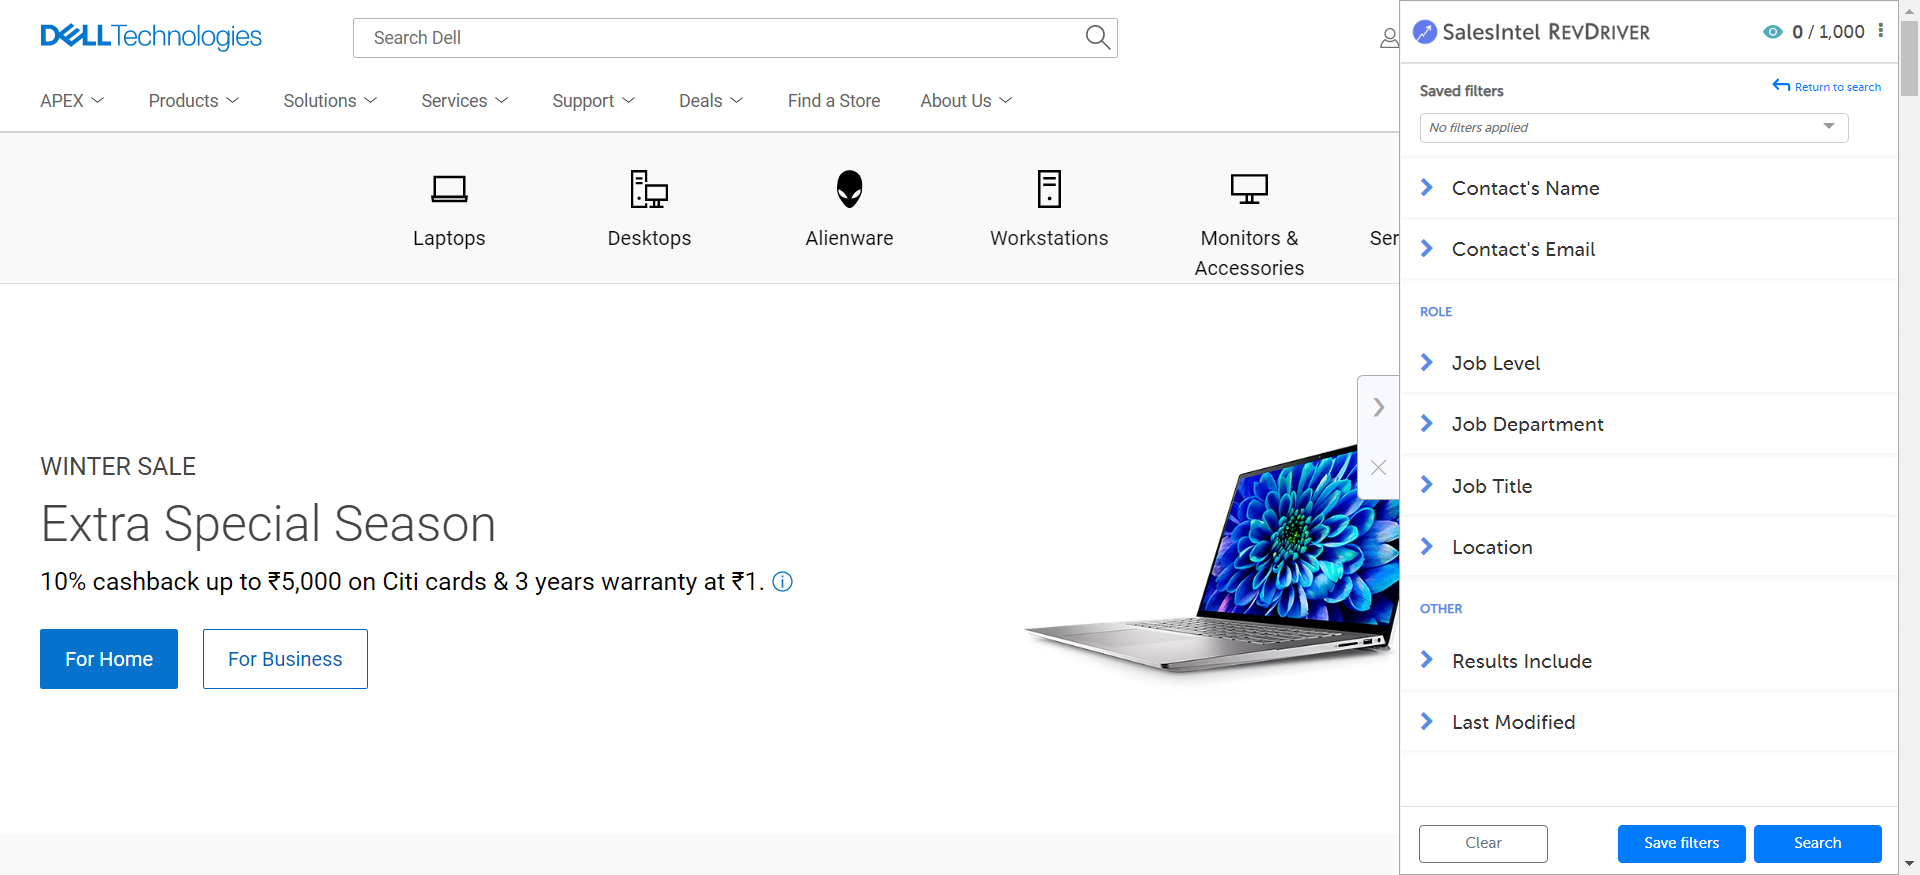 DELLTechnologies
Search Dell
APEX
Products
Solutions
Services
Support
Deals
Find a Store
About Us
Laptops
Desktops
Alienware
Workstations
Monitors &
Accessories
Ser
WINTER SALE
Extra Special Season
10% cashback up to ₹5,000 on Citi cards & 3 years warranty at ₹1.
For Home
For Business
SalesIntel REVDRIVER
0 / 1,000
Saved filters
Return to search
No filters applied
Contact's Name
Contact's Email
ROLE
Job Level
Job Department
Job Title
Location
OTHER
Results Include
Last Modified
Clear
Save filters
Search